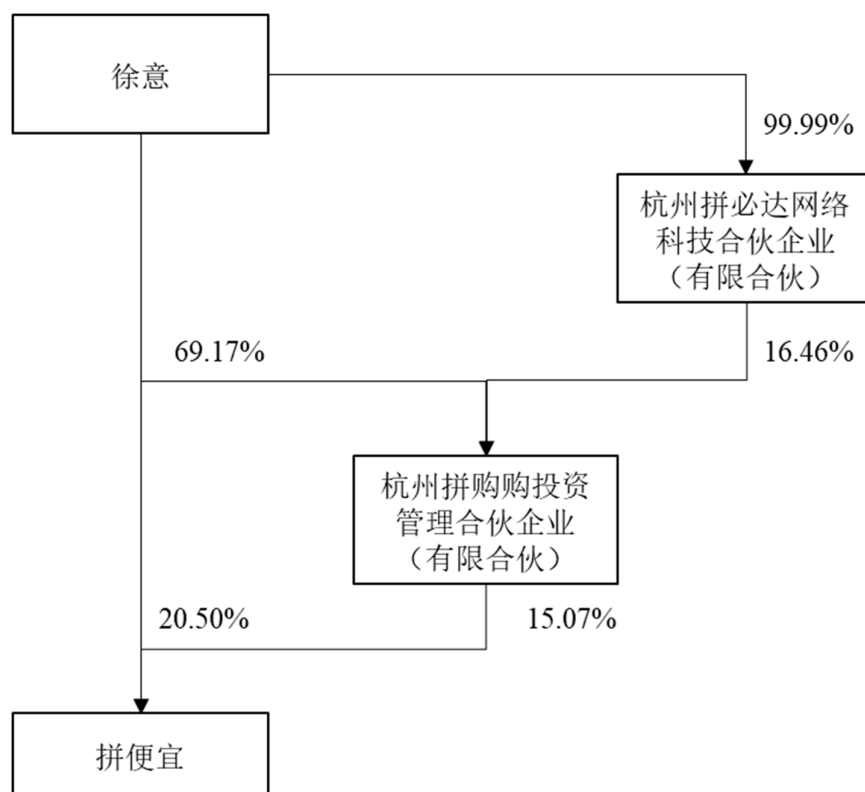 徐意
99.99%
杭州拼必达网络
科技合伙企业
（有限合伙）
69.17%
16.46%
杭州拼购购投资
管理合伙企业
（有限合伙）
20.50%
15.07%
拼便宜